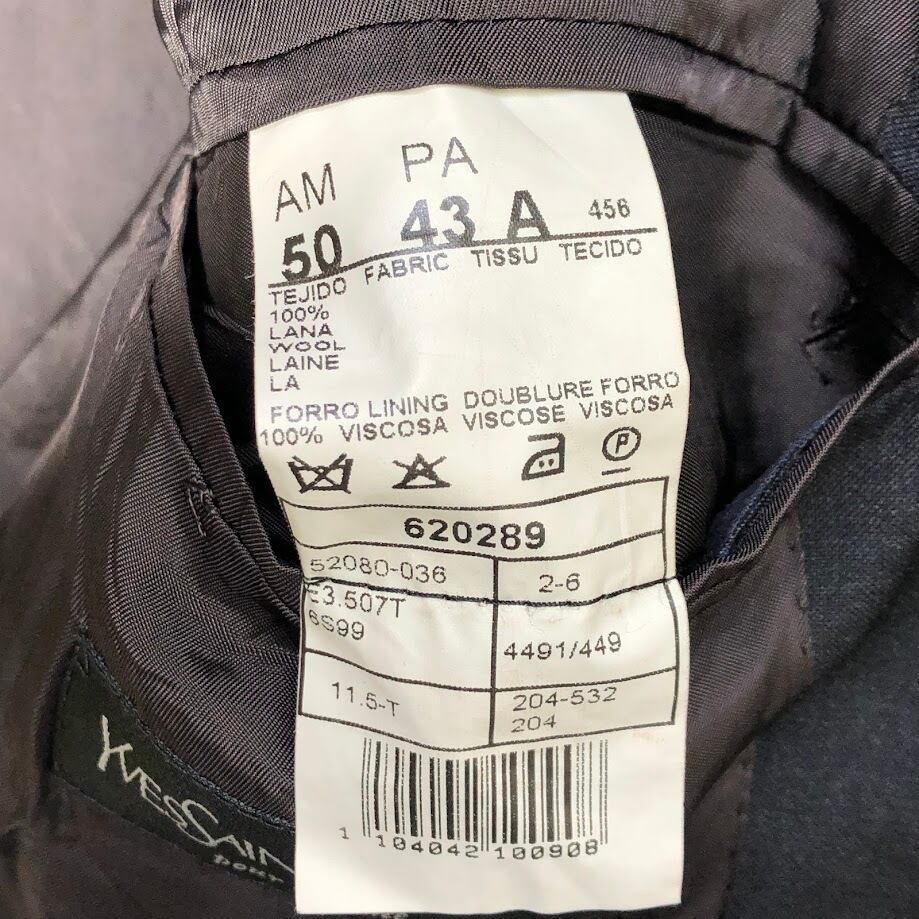 AM PA
50 43 A 456
TEJIDO FABRIC TISSU TECIDO
100%
LANA
WOOL
LAINE
LA
FORRO LINING DOUBLURE FORRO
100% VISCOSA VISCOSE VISCOSA
P
620289
52080-036 2-6
E3.507T
6S99
4491/449
11.5-T 204-532
204
1 104042 100908
YVESSAIN